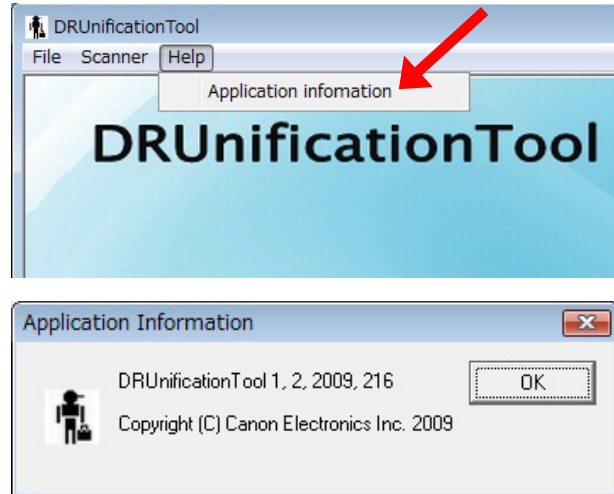 DRUnificationTool
File Scanner Help
Application infomation
DRUnificationTool
Application Information
DRUnificationTool 1, 2, 2009, 216
OK
Copyright (C) Canon Electronics Inc. 2009